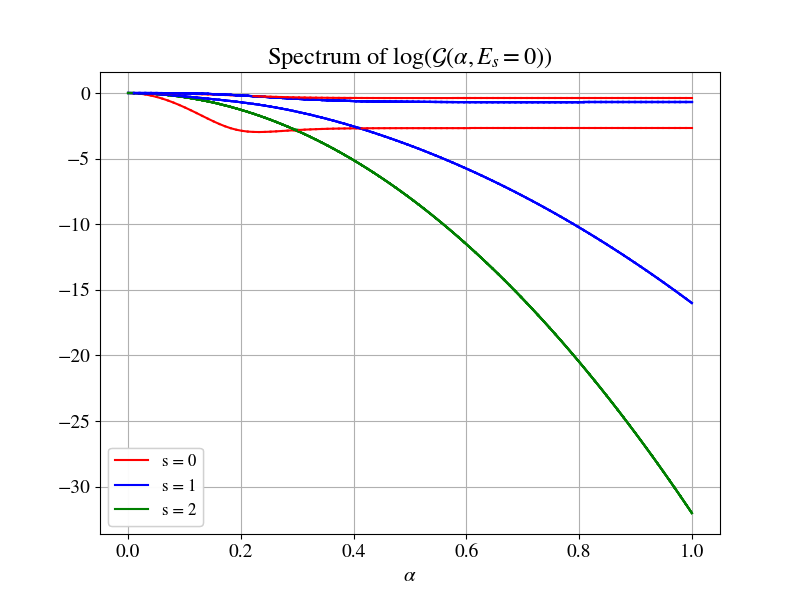 Spectrum of log(𝒢(α, E_s = 0))
0
−5
−10
−15
−20
−25
−30
s = 0
s = 1
s = 2
0.0 0.2 0.4 0.6 0.8 1.0
α